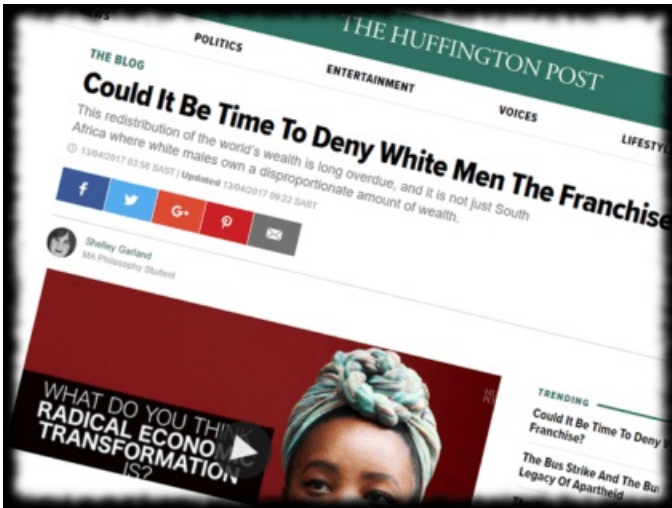 THE HUFFINGTON POST
NEWS
POLITICS
ENTERTAINMENT
VOICES
LIFESTYL
THE BLOG
Could It Be Time To Deny White Men The Franchise
This redistribution of the world's wealth is long overdue, and it is not just South
Africa where white males own a disproportionate amount of wealth.
13/04/2017 03:56 SAST | Updated 13/04/2017 09:22 SAST
f
G+
Shelley Garland
MA Philosophy Student
WHAT DO YOU THINK
RADICAL ECONOMIC
TRANSFORMATION
IS?
TRENDING
Could It Be Time To Deny
Franchise?
The Bus Strike And The Bu
Legacy Of Apartheid